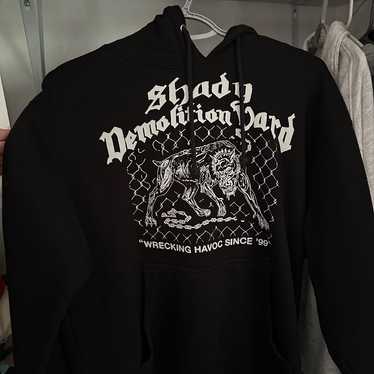 Shady
Demolition Yard
"WRECKING HAVOC SINCE '99"